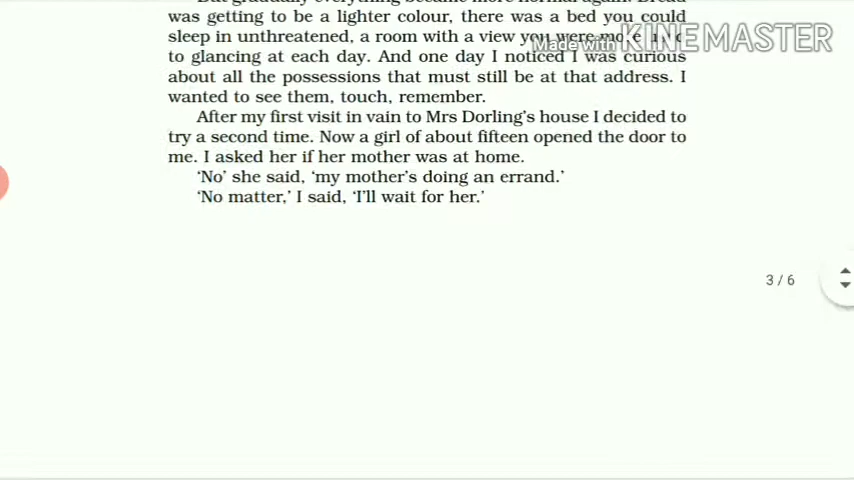 was getting to be a lighter colour, there was a bed you could
sleep in unthreatened, a room with a view you were more
to glancing at each day. And one day I noticed I was curious
about all the possessions that must still be at that address. I
wanted to see them, touch, remember.
After my first visit in vain to Mrs Dorling's house I decided to
try a second time. Now a girl of about fifteen opened the door to
me. I asked her if her mother was at home.
‘No’ she said, ‘my mother’s doing an errand.’
‘No matter,’ I said, ‘I’ll wait for her.’
Made with KINEMASTER
3 / 6